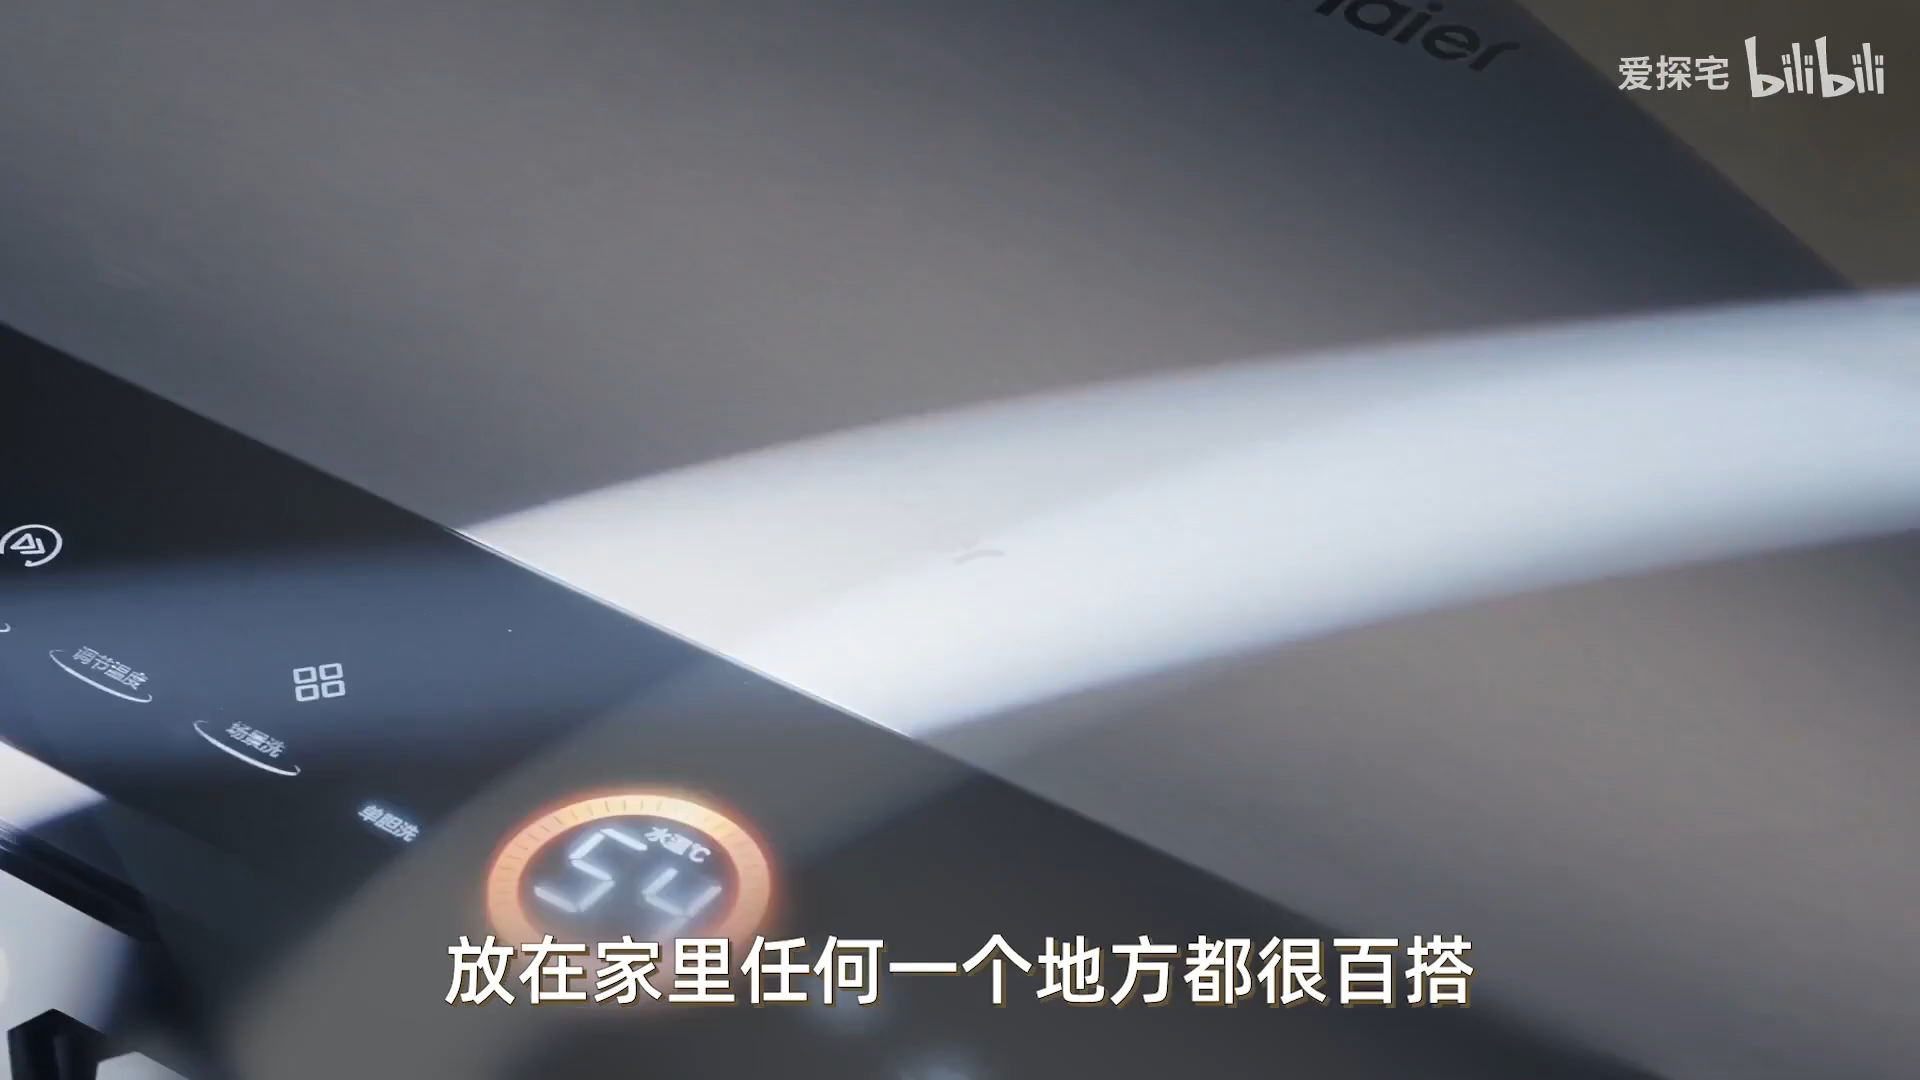 haier
爱探宅 bilibili
调节温度
场景洗
单胆洗
水温℃
54
放在家里任何一个地方都很百搭